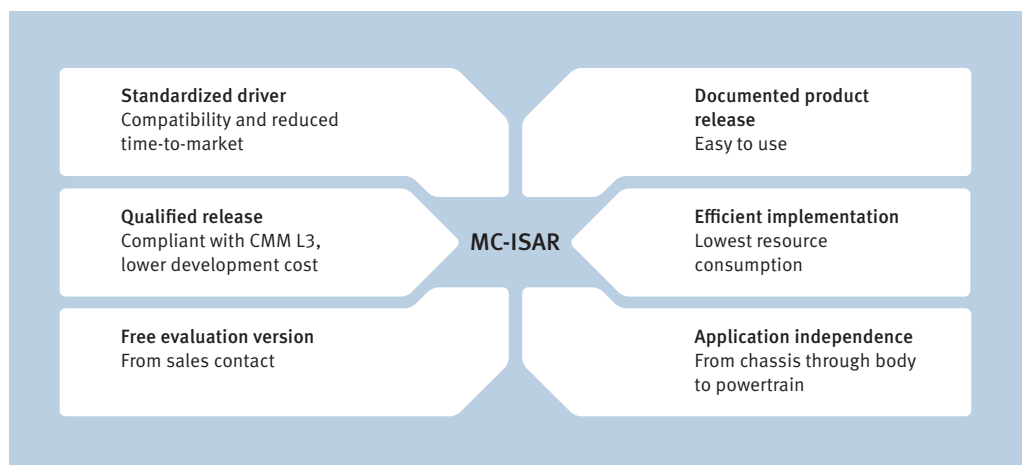 Standardized driver
Compatibility and reduced
time-to-market
Documented product
release
Easy to use
Qualified release
Compliant with CMM L3,
lower development cost
MC-ISAR
Efficient implementation
Lowest resource
consumption
Free evaluation version
From sales contact
Application independence
From chassis through body
to powertrain